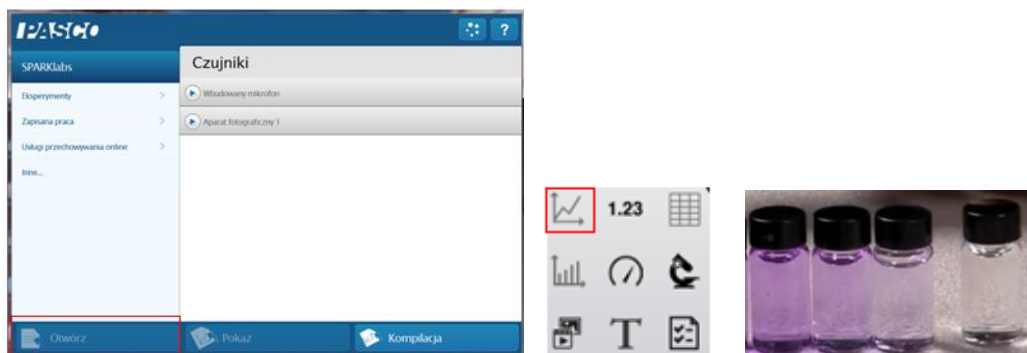 PASCO
?
SPARKlabs
Czujniki
Eksperymenty
Wbudowany mikrofon
Zapisana praca
Aparat fotograficzny 1
Usługi przechowywania online
Inne...
Otwórz
Pokaz
Kompilacja
1.23
T